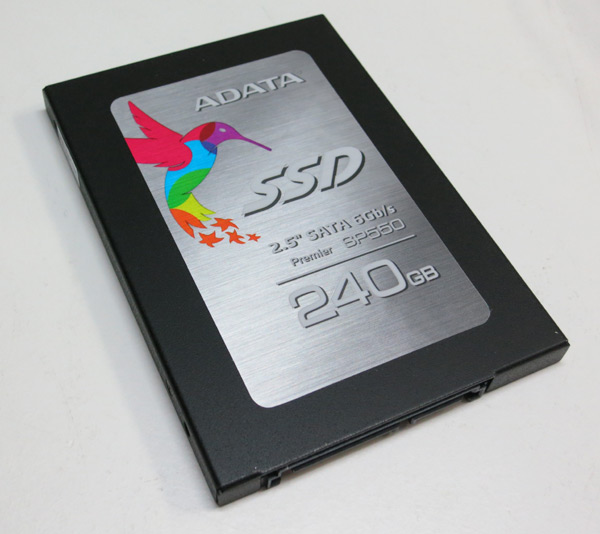 ADATA
SSD
2.5" SATA 6Gb/s
Premier SP550
240GB